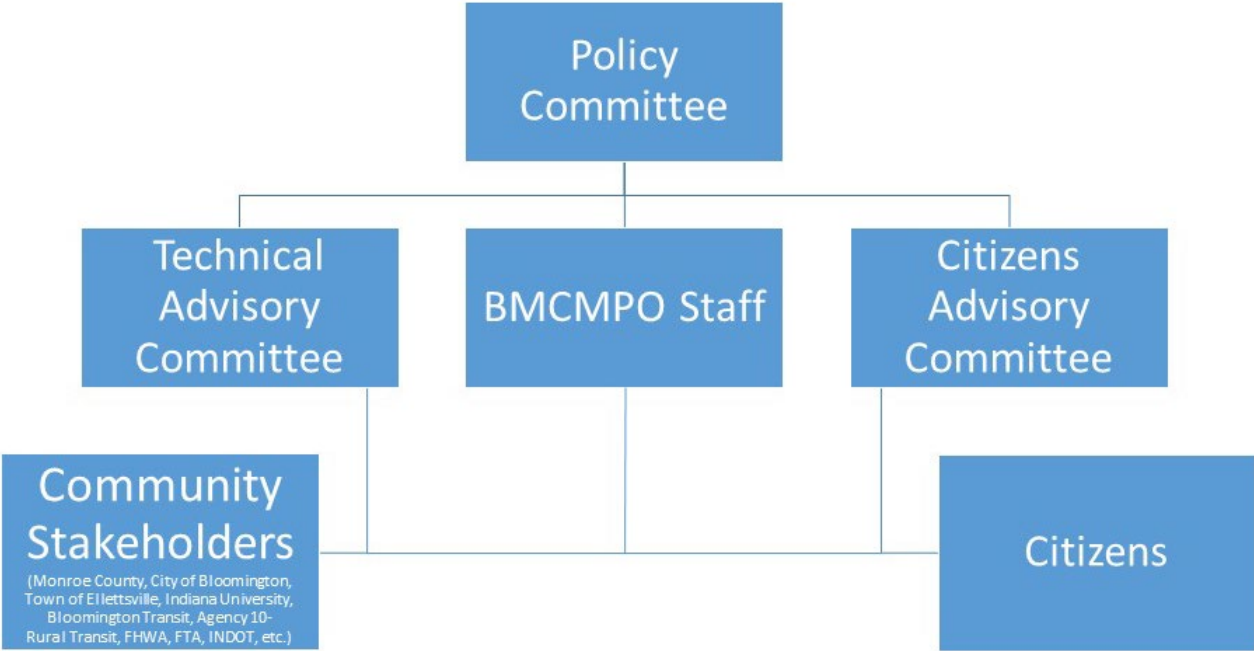 Policy
Committee
Technical
Advisory
Committee
BMCMPO Staff
Citizens
Advisory
Committee
Community
Stakeholders
(Monroe County, City of Bloomington,
Town of Ellettsville, Indiana University,
Bloomington Transit, Agency 10-
Rural Transit, FHWA, FTA, INDOT, etc.)
Citizens